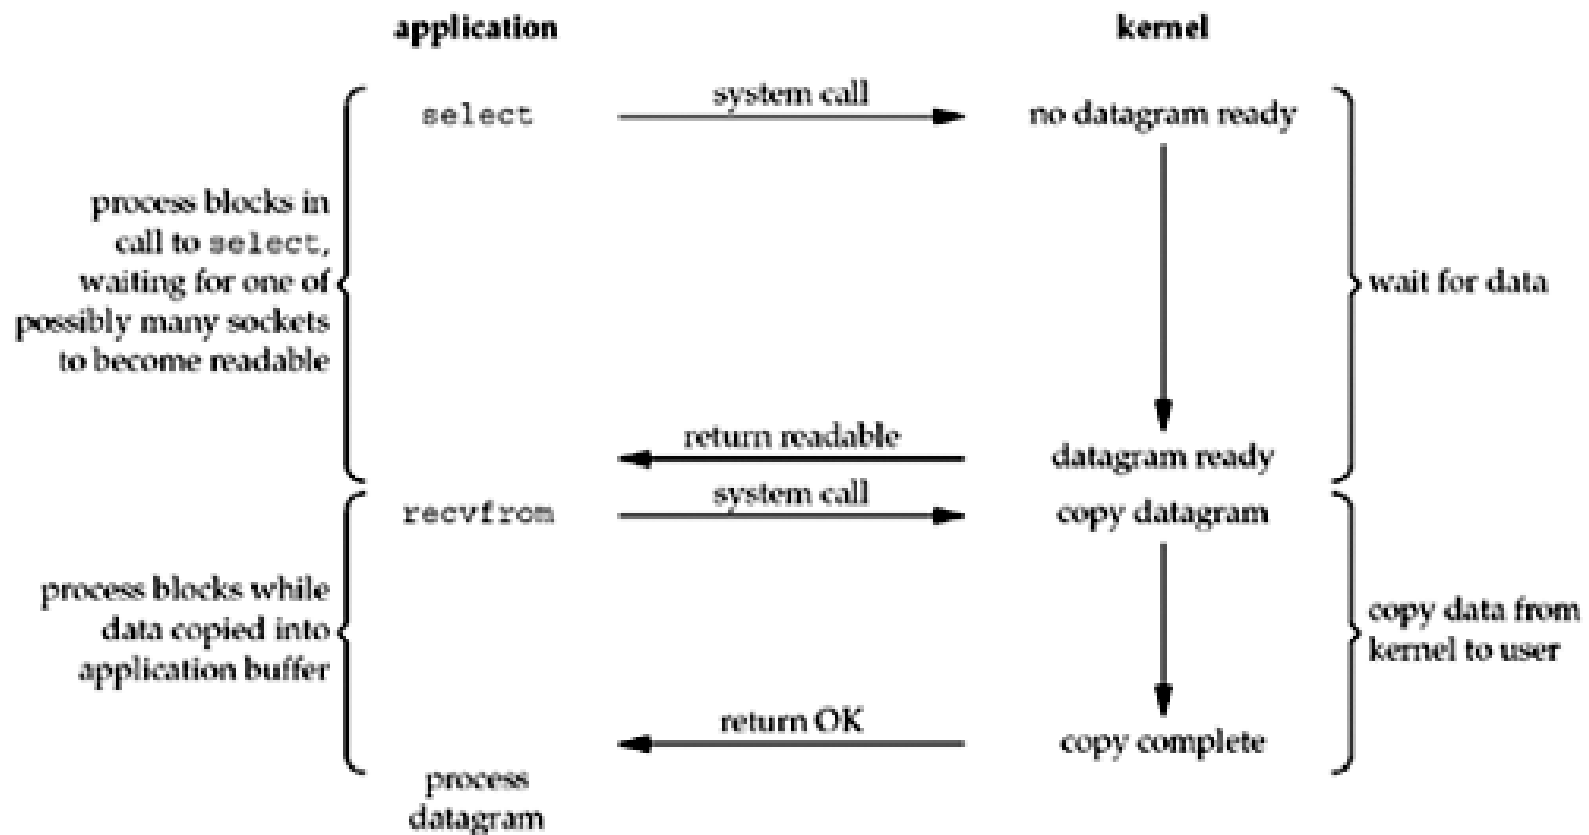 application
kernel
select
system call
no datagram ready
process blocks in
call to select,
waiting for one of
possibly many sockets
to become readable
wait for data
return readable
datagram ready
recvfrom
system call
copy datagram
process blocks while
data copied into
application buffer
copy data from
kernel to user
return OK
copy complete
process
datagram